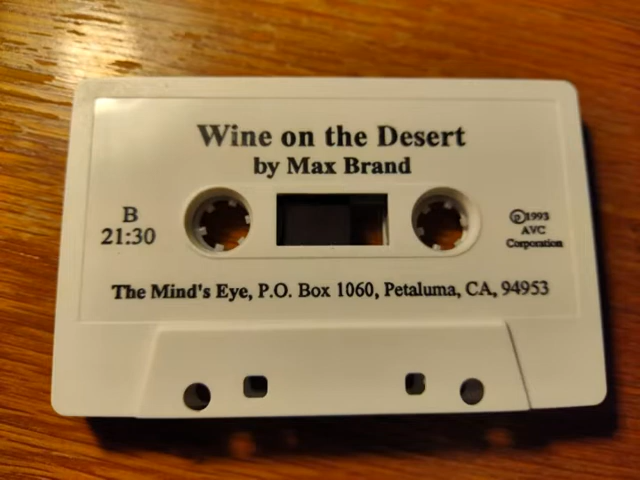 Wine on the Desert
by Max Brand
B
21:30
℗1993
AVC
Corporation
The Mind's Eye, P.O. Box 1060, Petaluma, CA, 94953